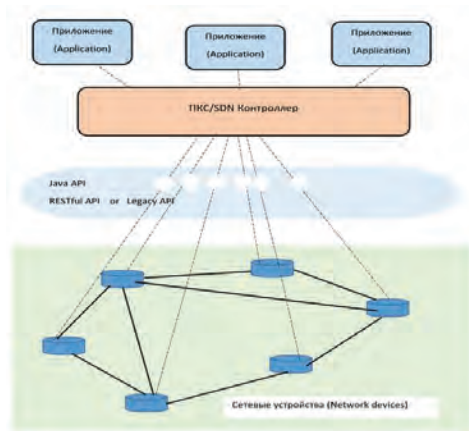 Приложение
(Application)
Приложение
(Application)
Приложение
(Application)
ПКС/SDN Контроллер
Java API
RESTful API or Legacy API
Сетевые устройства (Network devices)